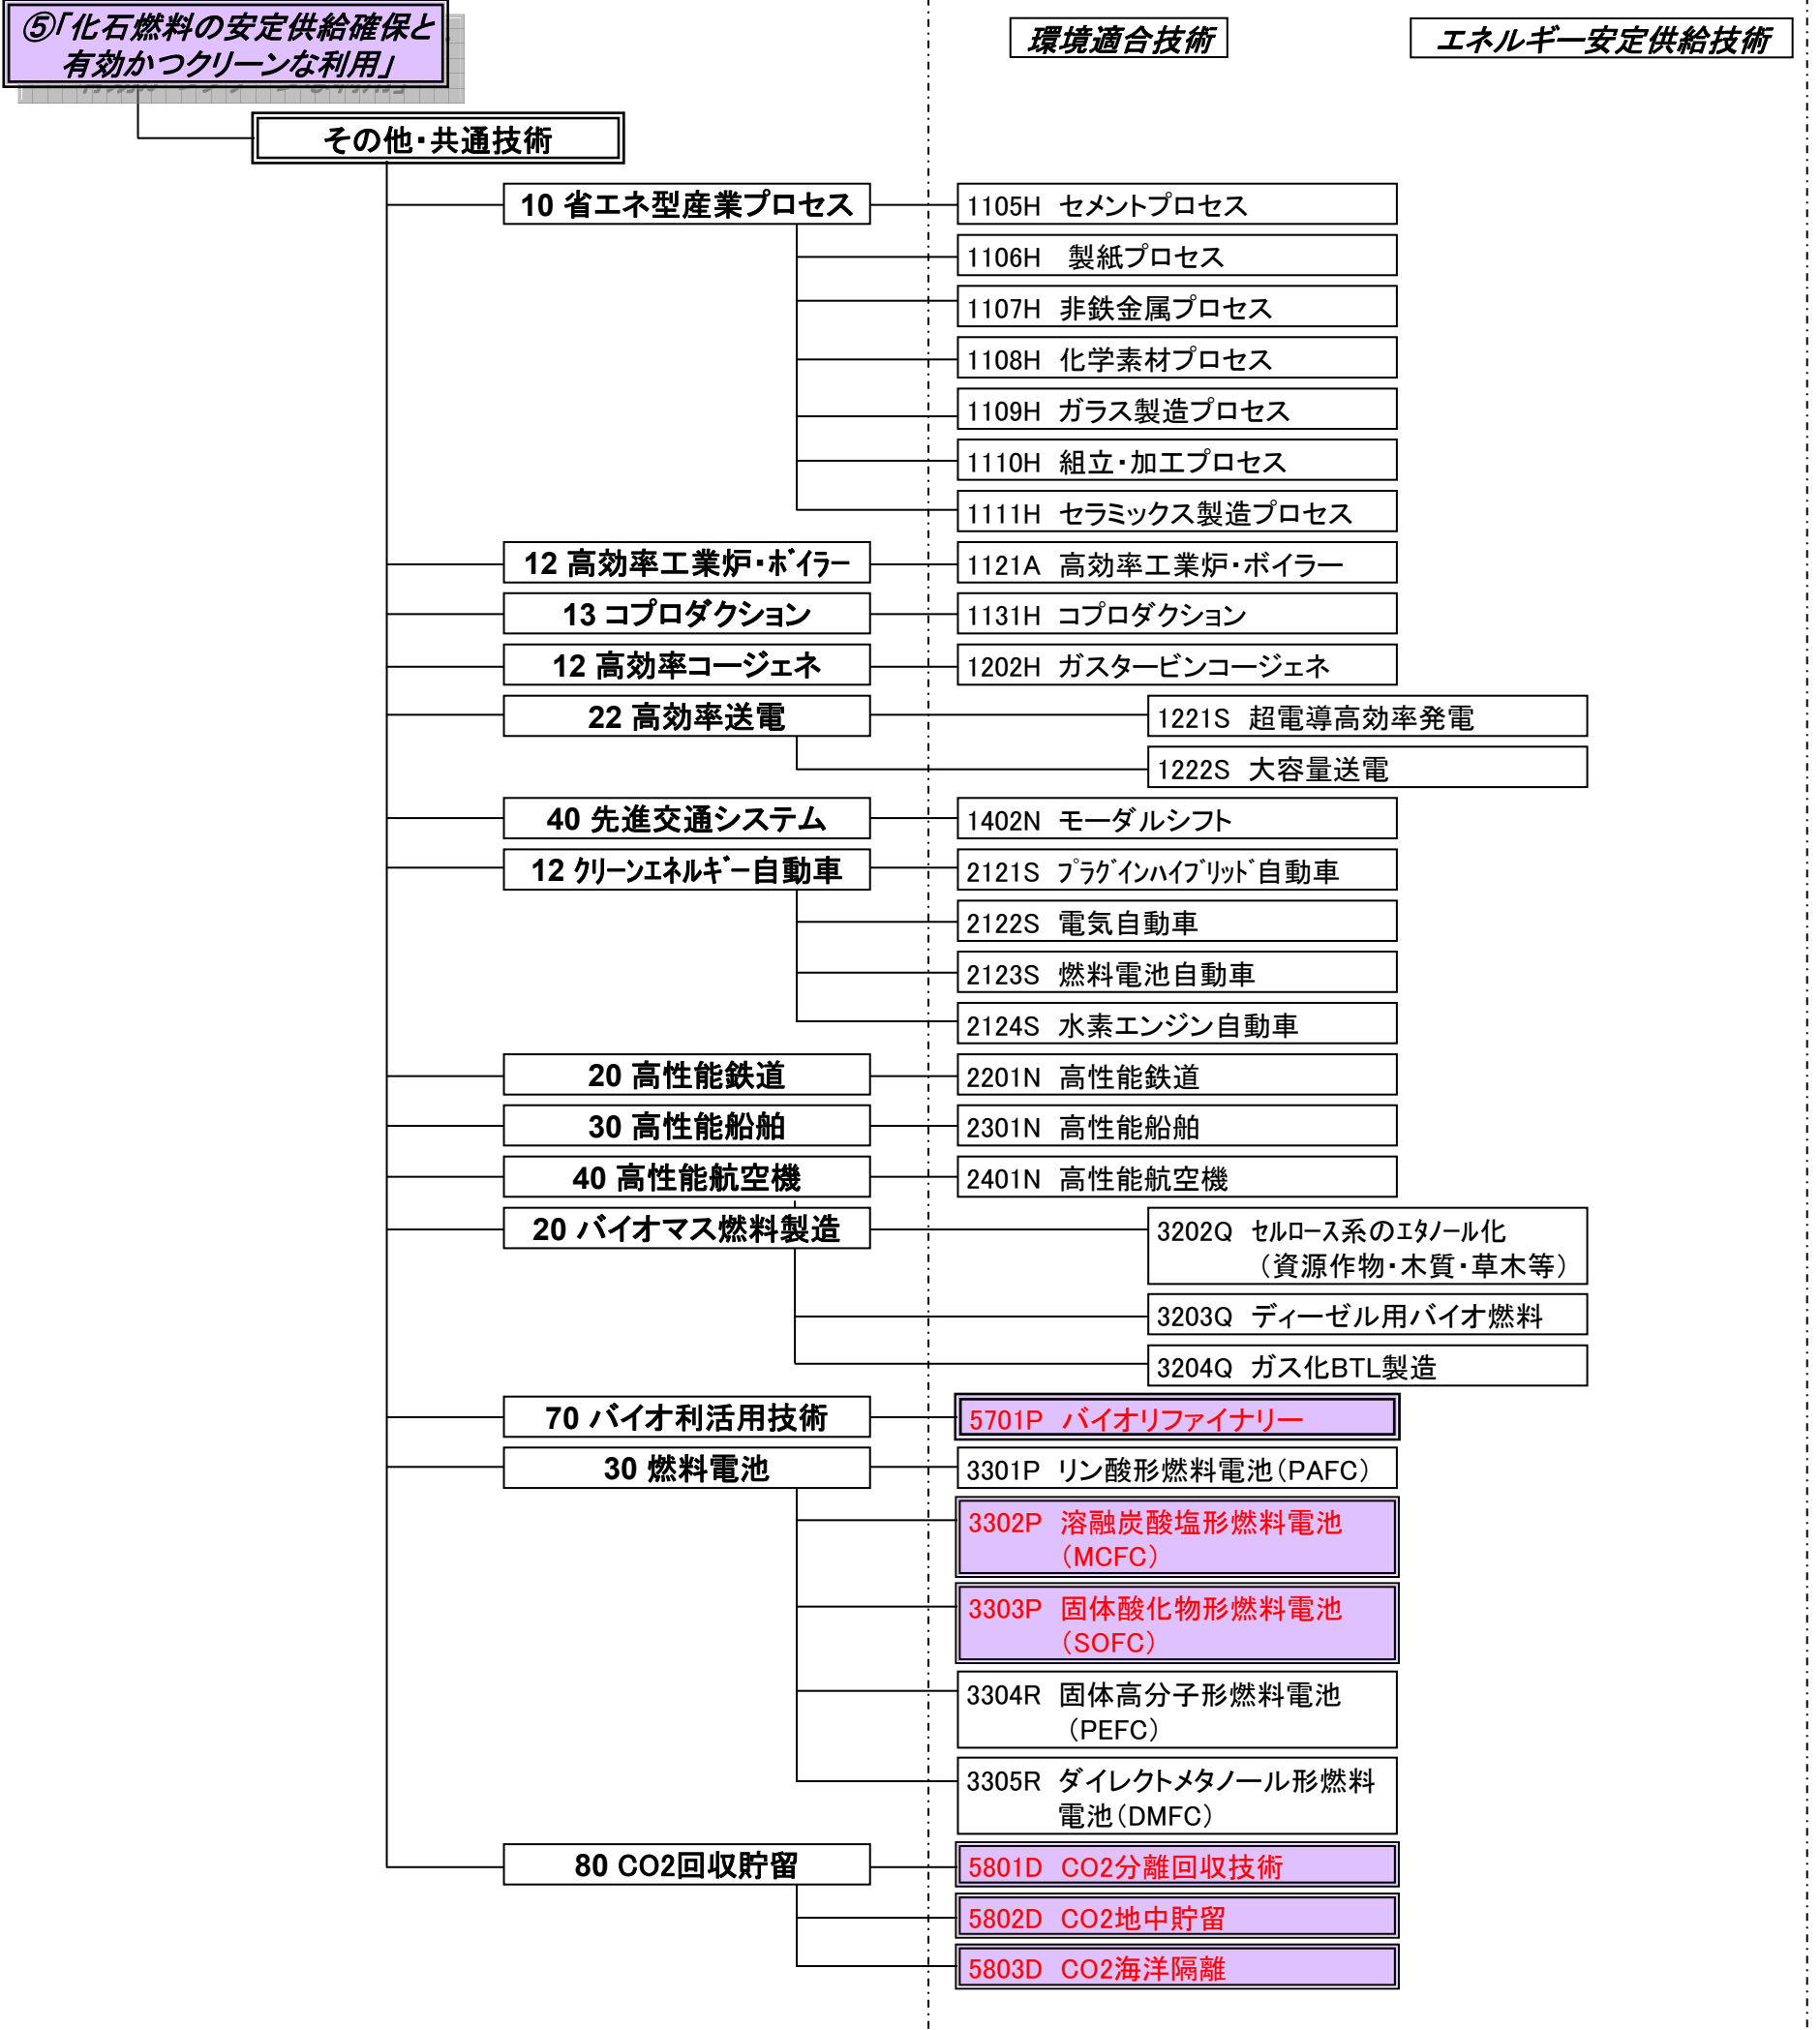 ⑤「化石燃料の安定供給確保と
有効かつクリーンな利用」
環境適合技術
エネルギー安定供給技術
その他・共通技術
10 省エネ型産業プロセス
1105H セメントプロセス
1106H 製紙プロセス
1107H 非鉄金属プロセス
1108H 化学素材プロセス
1109H ガラス製造プロセス
1110H 組立・加工プロセス
1111H セラミックス製造プロセス
12 高効率工業炉・ﾎﾞｲﾗｰ
1121A 高効率工業炉・ボイラー
13 コプロダクション
1131H コプロダクション
12 高効率コージェネ
1202H ガスタービンコージェネ
22 高効率送電
1221S 超電導高効率発電
1222S 大容量送電
40 先進交通システム
1402N モーダルシフト
12 ｸﾘｰﾝｴﾈﾙｷﾞｰ自動車
2121S ﾌﾟﾗｸﾞｲﾝﾊｲﾌﾞﾘｯﾄﾞ自動車
2122S 電気自動車
2123S 燃料電池自動車
2124S 水素エンジン自動車
20 高性能鉄道
2201N 高性能鉄道
30 高性能船舶
2301N 高性能船舶
40 高性能航空機
2401N 高性能航空機
20 バイオマス燃料製造
3202Q ｾﾙﾛｰｽ系のｴﾀﾉｰﾙ化
（資源作物・木質・草木等）
3203Q ディーゼル用バイオ燃料
3204Q ガス化BTL製造
70 バイオ利活用技術
5701P バイオリファイナリー
30 燃料電池
3301P リン酸形燃料電池（PAFC）
3302P 溶融炭酸塩形燃料電池
（MCFC）
3303P 固体酸化物形燃料電池
（SOFC）
3304R 固体高分子形燃料電池
（PEFC）
3305R ダイレクトメタノール形燃料
電池（DMFC）
80 CO2回収貯留
5801D CO2分離回収技術
5802D CO2地中貯留
5803D CO2海洋隔離